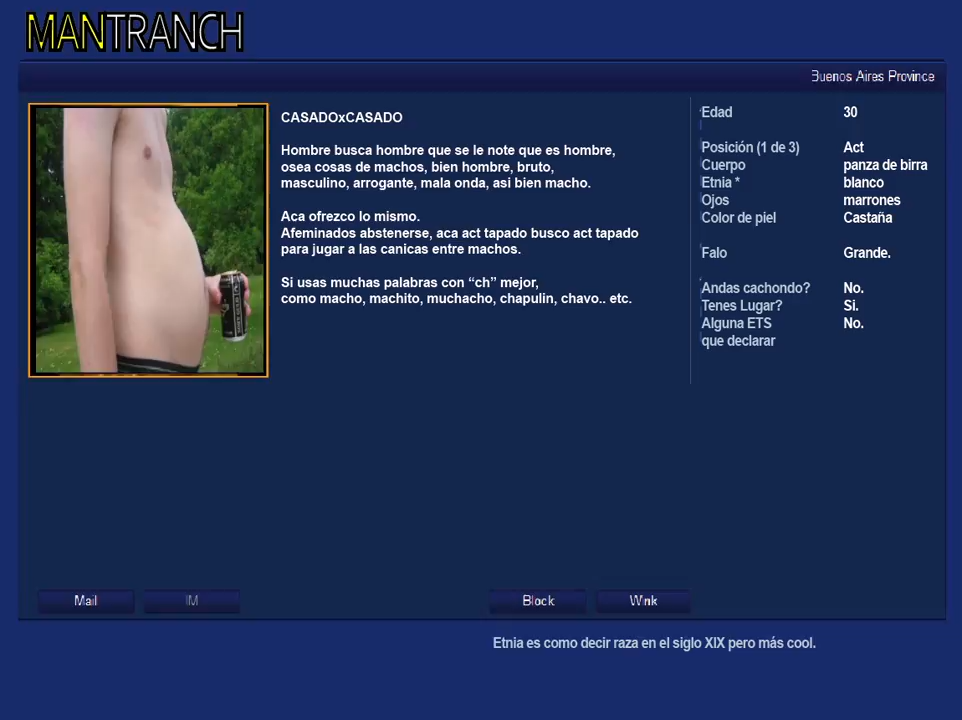 MANTRANCH
Buenos Aires Province
CASADOxCASADO
Hombre busca hombre que se le note que es hombre,
osea cosas de machos, bien hombre, bruto,
masculino, arrogante, mala onda, asi bien macho.
Aca ofrezco lo mismo.
Afeminados abstenerse, aca act tapado busco act tapado
para jugar a las canicas entre machos.
Si usas muchas palabras con “ch” mejor,
como macho, machito, muchacho, chapulin, chavo.. etc.
Edad 30
Posición (1 de 3) Act
Cuerpo panza de birra
Etnia * blanco
Ojos marrones
Color de piel Castaña
Falo Grande.
Andas cachondo? No.
Tenes Lugar? Si.
Alguna ETS No.
que declarar
Mail IM Block Wink
Etnia es como decir raza en el siglo XIX pero más cool.